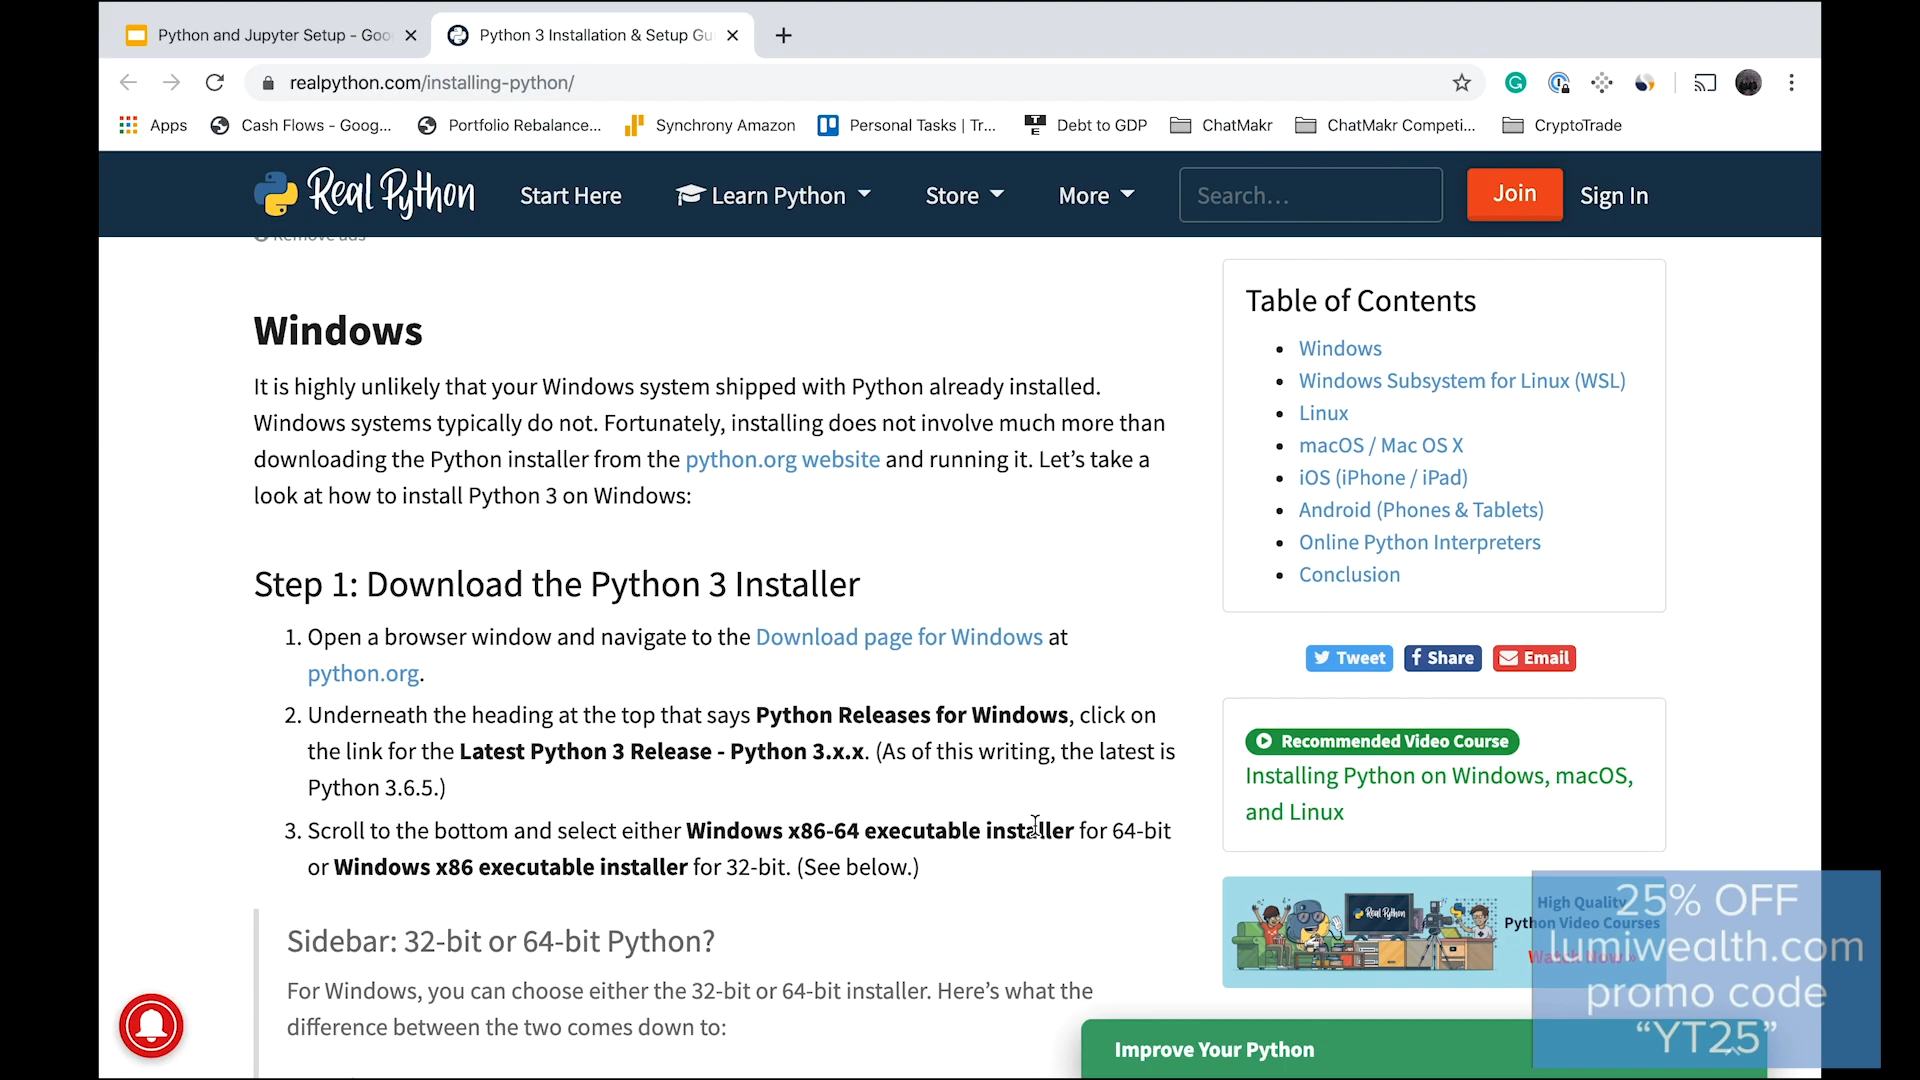 Python and Jupyter Setup - Goo
Python 3 Installation & Setup Gu
realpython.com/installing-python/
Apps
Cash Flows - Goog...
Portfolio Rebalance...
Synchrony Amazon
Personal Tasks | Tr...
Debt to GDP
ChatMakr
ChatMakr Competi...
CryptoTrade
Real Python
Start Here
Learn Python
Store
More
Search...
Join
Sign In
Remove ads
Windows
It is highly unlikely that your Windows system shipped with Python already installed.
Windows systems typically do not. Fortunately, installing does not involve much more than
downloading the Python installer from the python.org website and running it. Let’s take a
look at how to install Python 3 on Windows:
Step 1: Download the Python 3 Installer
1. Open a browser window and navigate to the Download page for Windows at
python.org.
2. Underneath the heading at the top that says Python Releases for Windows, click on
the link for the Latest Python 3 Release - Python 3.x.x. (As of this writing, the latest is
Python 3.6.5.)
3. Scroll to the bottom and select either Windows x86-64 executable installer for 64-bit
or Windows x86 executable installer for 32-bit. (See below.)
Sidebar: 32-bit or 64-bit Python?
For Windows, you can choose either the 32-bit or 64-bit installer. Here’s what the
difference between the two comes down to:
Table of Contents
Windows
Windows Subsystem for Linux (WSL)
Linux
macOS / Mac OS X
iOS (iPhone / iPad)
Android (Phones & Tablets)
Online Python Interpreters
Conclusion
Tweet
Share
Email
Recommended Video Course
Installing Python on Windows, macOS,
and Linux
Real Python
High Quality
Python Video Courses
Watch Now »
Improve Your Python
25% OFF
lumiwealth.com
promo code
“YT25”